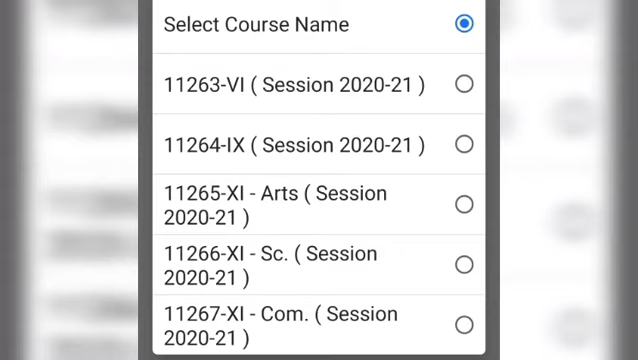 Select Course Name
11263-VI ( Session 2020-21 )
11264-IX ( Session 2020-21 )
11265-XI - Arts ( Session
2020-21 )
11266-XI - Sc. ( Session
2020-21 )
11267-XI - Com. ( Session
2020-21 )